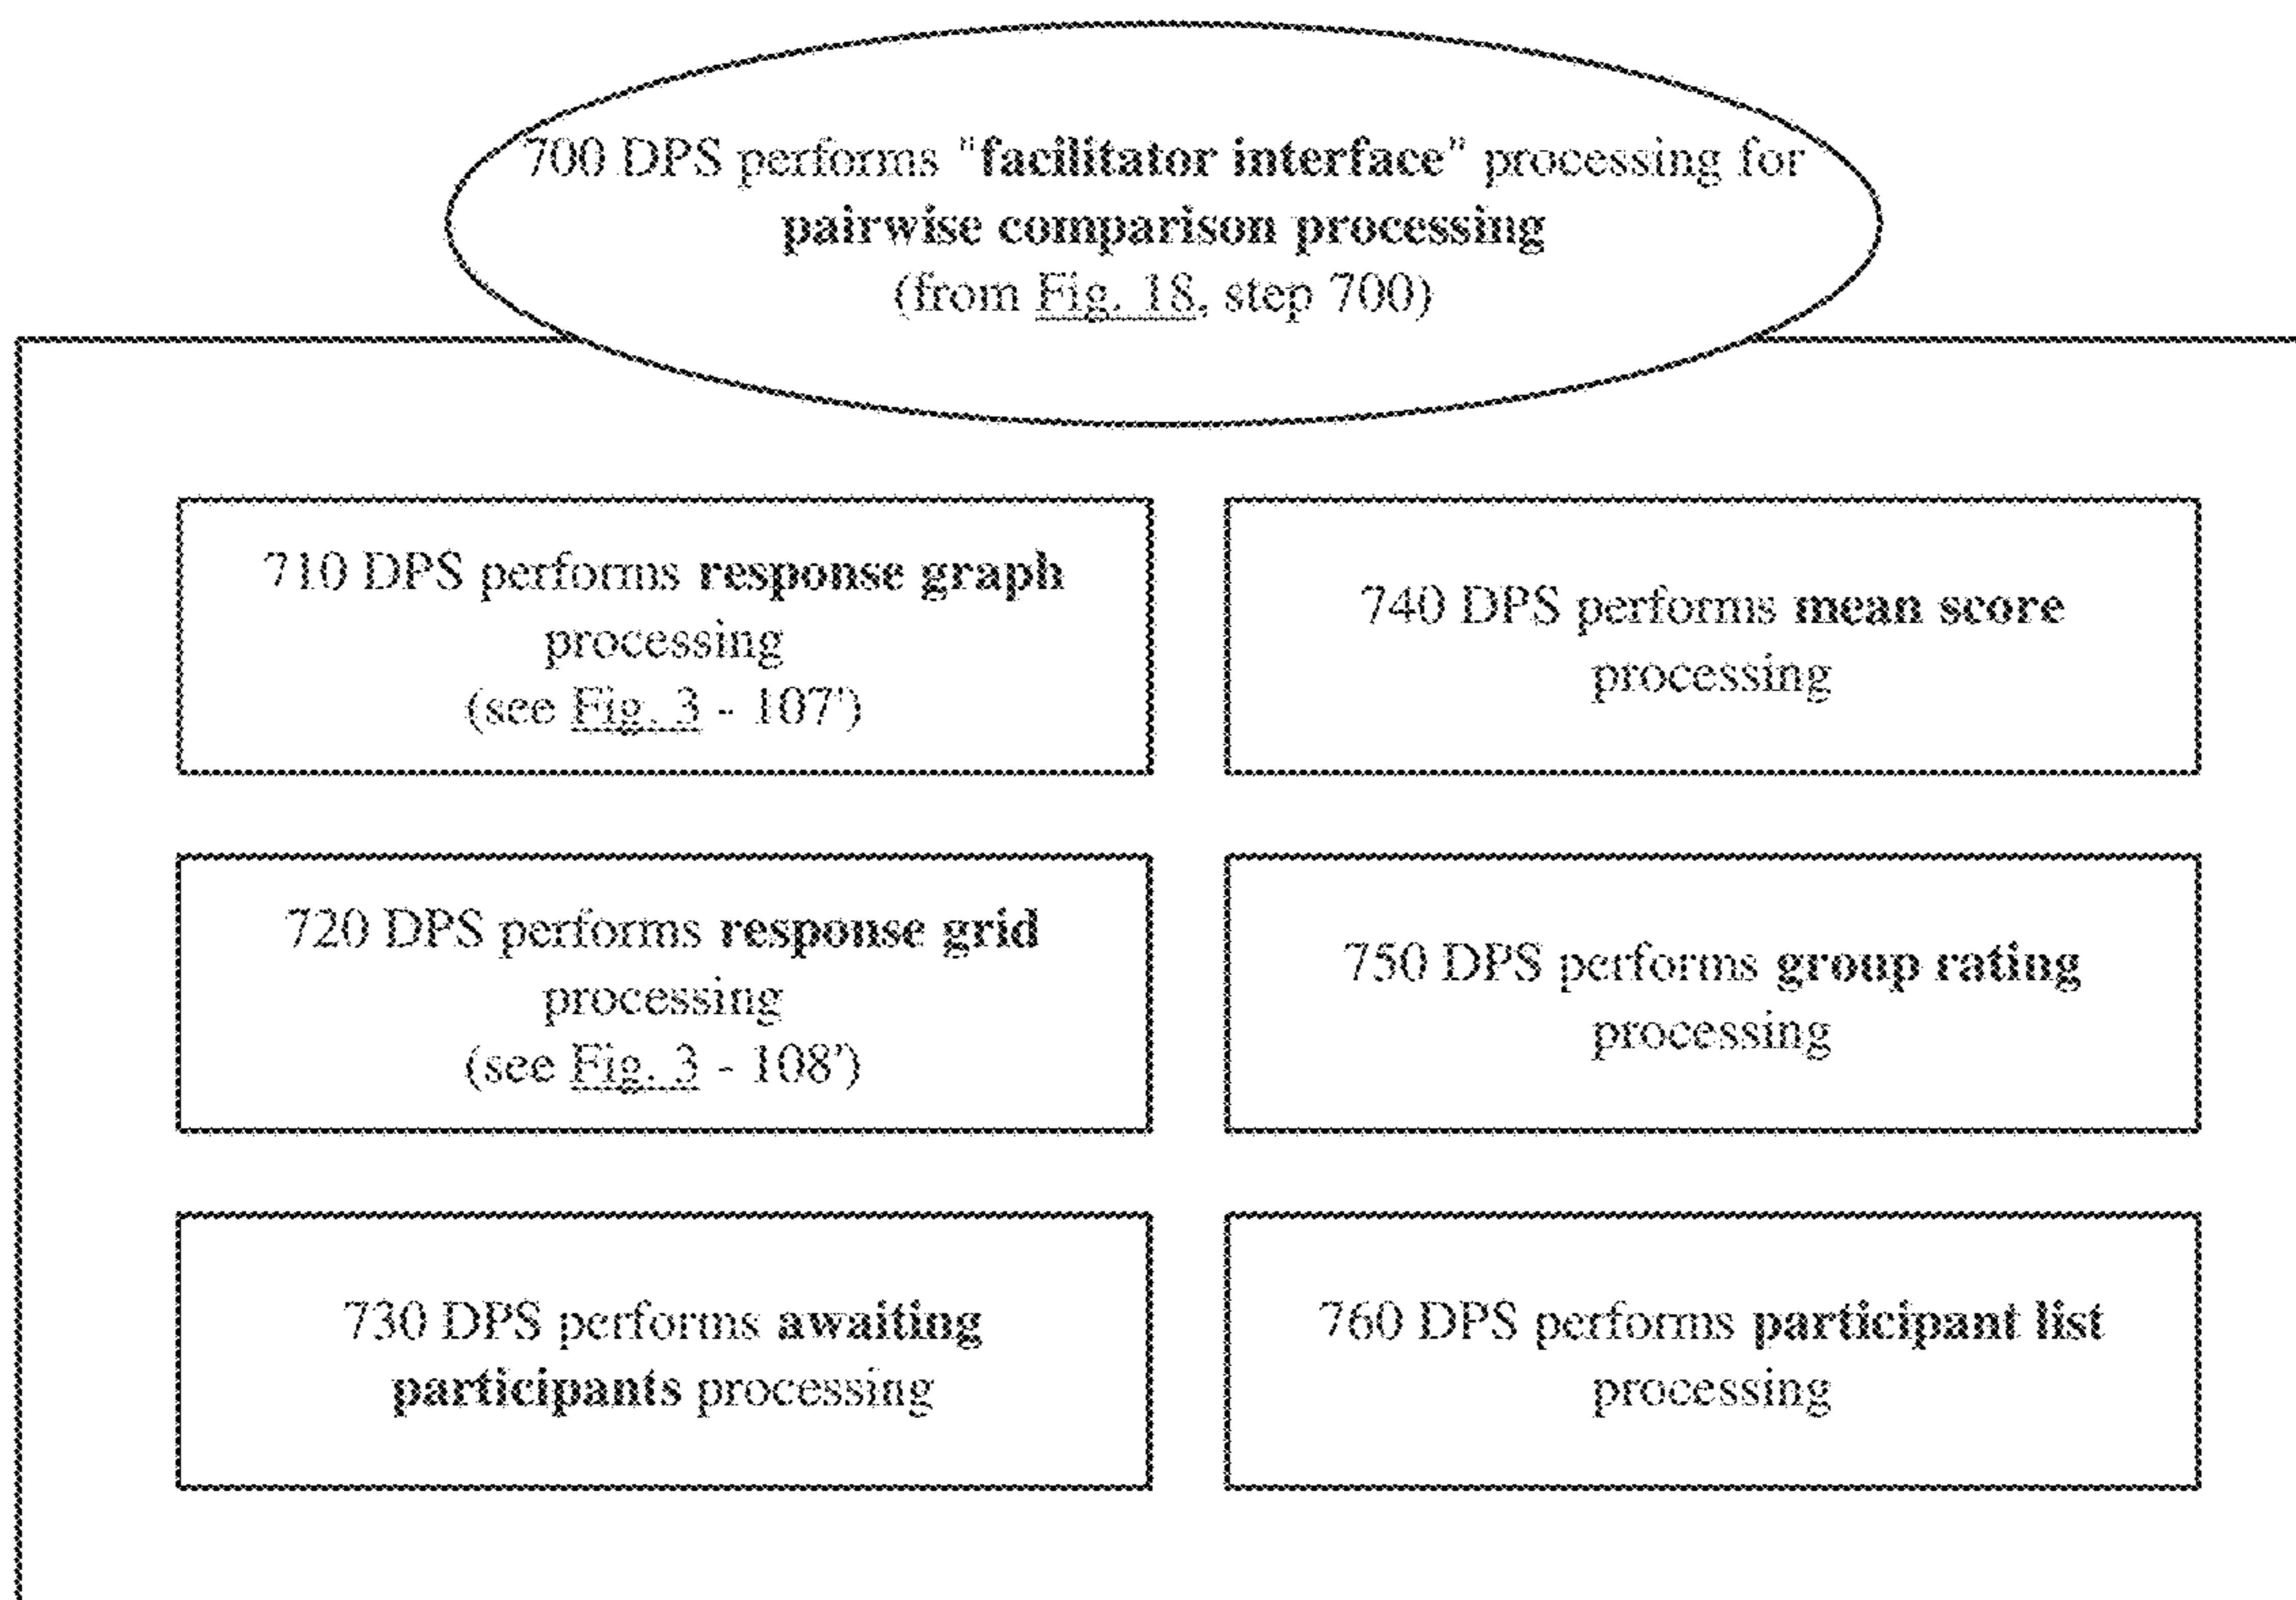 700 DPS performs "facilitator interface" processing for
pairwise comparison processing
(from Fig. 18, step 700)
710 DPS performs response graph
processing
(see Fig. 3 - 107')
740 DPS performs mean score
processing
720 DPS performs response grid
processing
(see Fig. 3 - 108')
750 DPS performs group rating
processing
730 DPS performs awaiting
participants processing
760 DPS performs participant list
processing